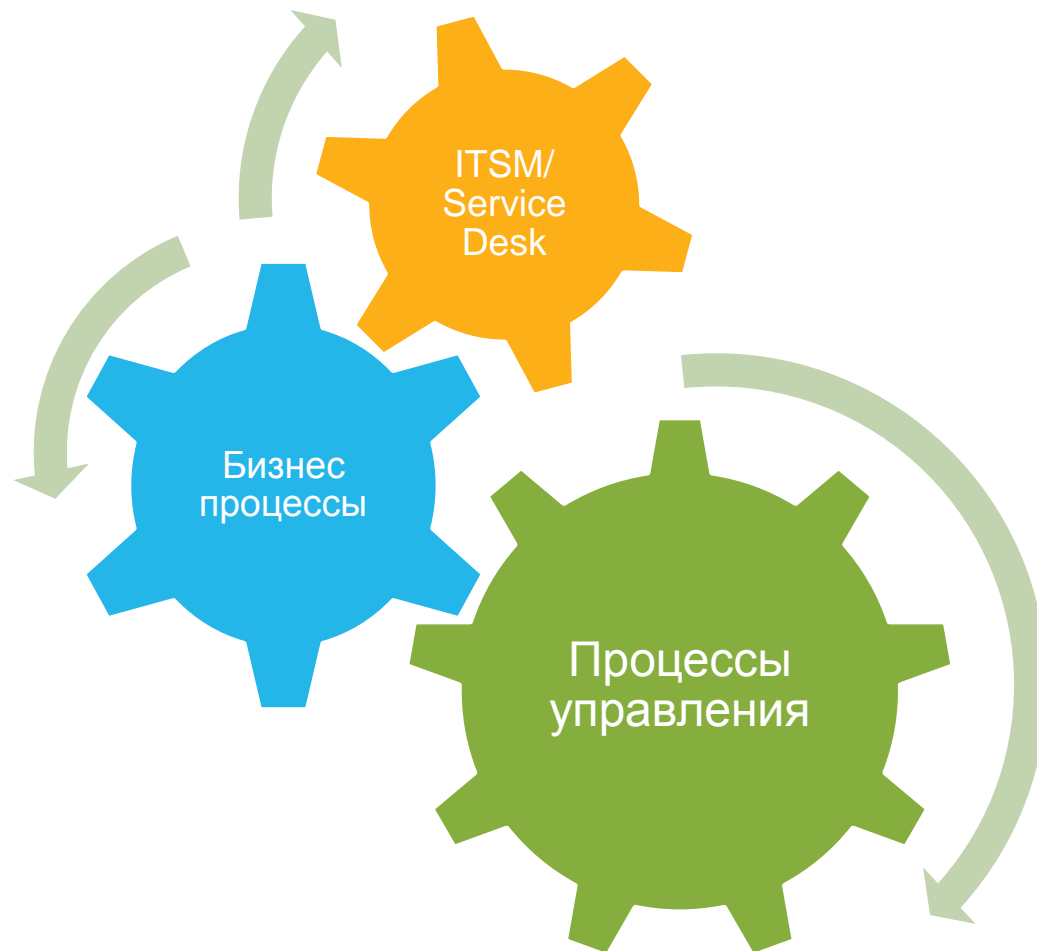 ITSM/
Service
Desk
Бизнес
процессы
Процессы
управления